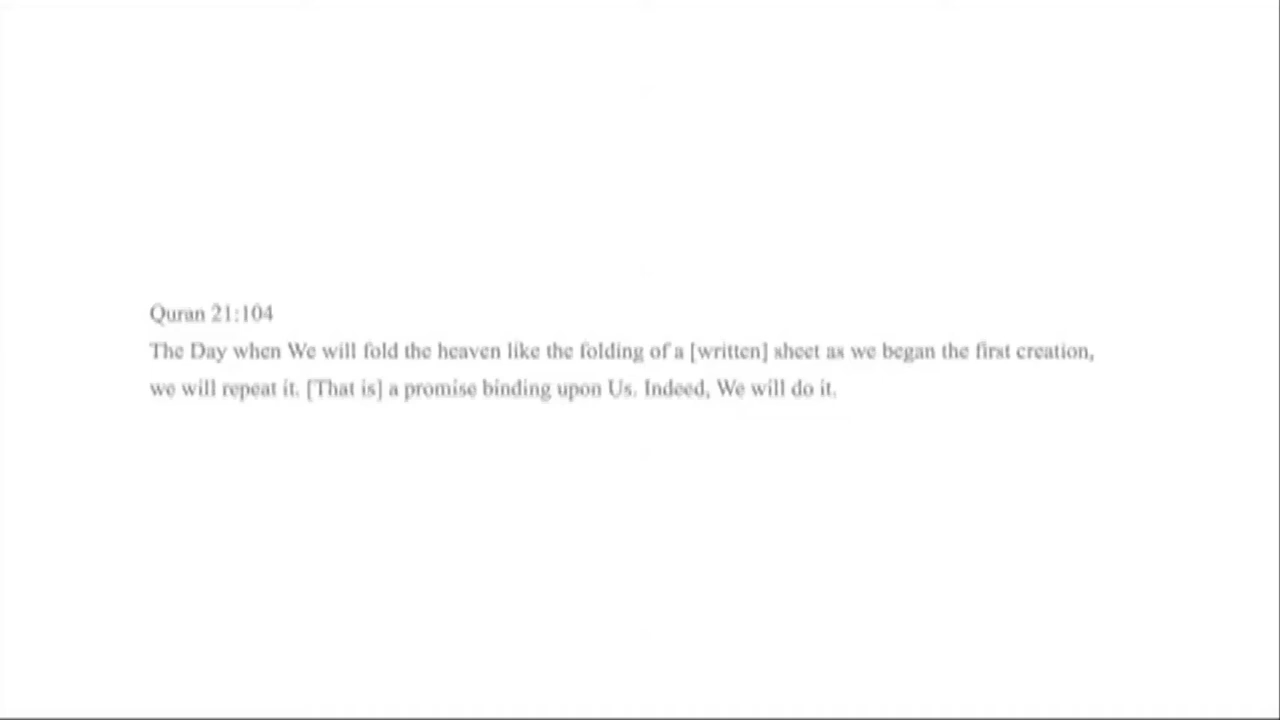 Quran 21:104
The Day when We will fold the heaven like the folding of a [written] sheet as we began the first creation,
we will repeat it. [That is] a promise binding upon Us. Indeed, We will do it.